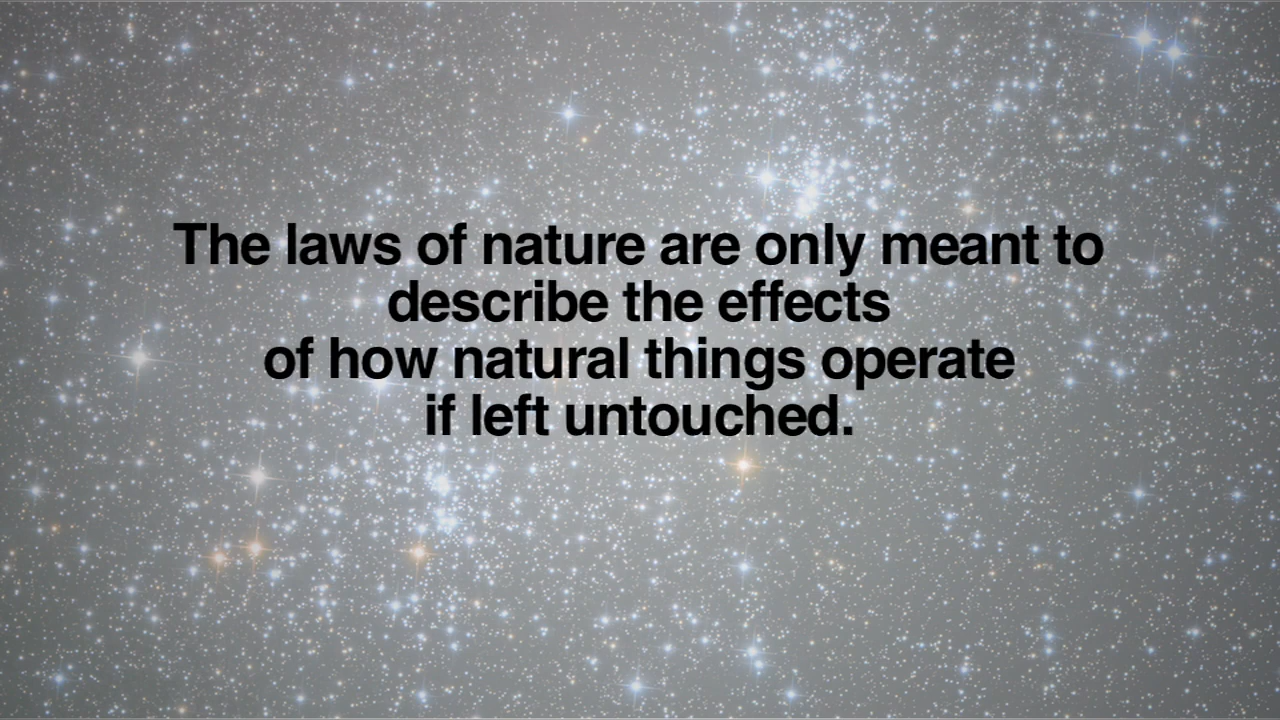 The laws of nature are only meant to
describe the effects
of how natural things operate
if left untouched.